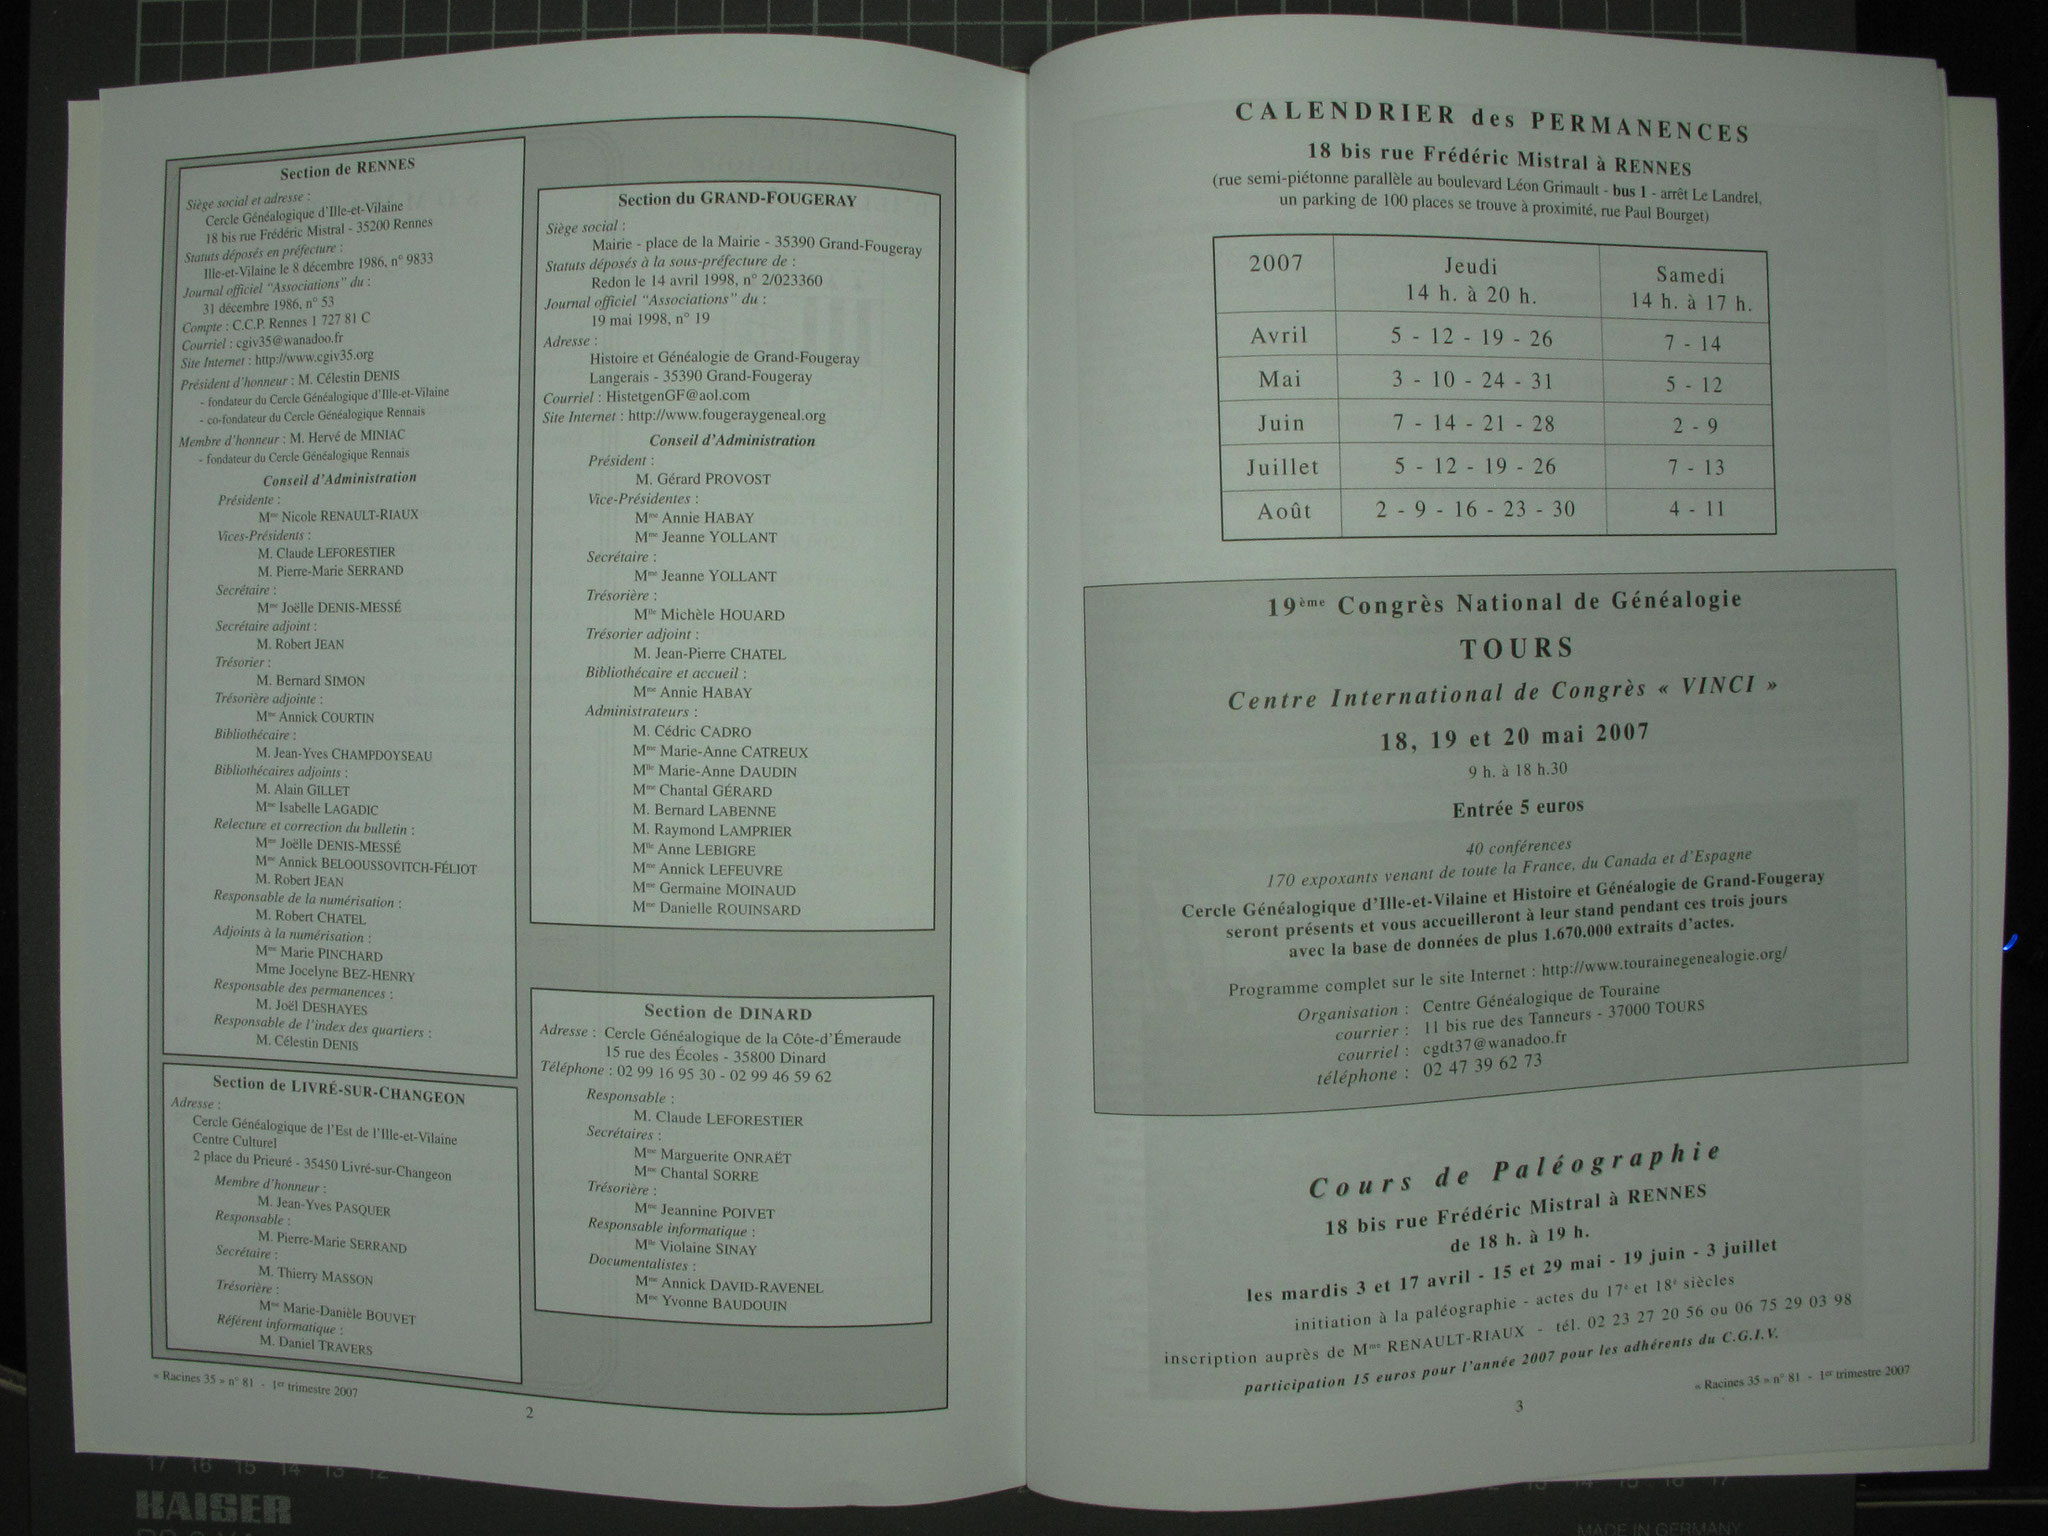 Section de RENNES
Siège social et adresse :
Cercle Généalogique d'Ille-et-Vilaine
18 bis rue Frédéric Mistral - 35200 Rennes
Statuts déposés en préfecture :
Ille-et-Vilaine le 8 décembre 1986, n° 9833
Journal officiel "Associations" du :
31 décembre 1986, n° 53
Compte : C.C.P. Rennes 1 727 81 C
Courriel : cgiv35@wanadoo.fr
Site Internet : http://www.cgiv35.org
Président d'honneur : M. Célestin DENIS
- fondateur du Cercle Généalogique d'Ille-et-Vilaine
- co-fondateur du Cercle Généalogique Rennais
Membre d'honneur : M. Hervé de MINIAC
- fondateur du Cercle Généalogique Rennais
Conseil d'Administration
Présidente :
Mme Nicole RENAULT-RIAUX
Vices-Présidents :
M. Claude LEFORESTIER
M. Pierre-Marie SERRAND
Secrétaire :
Mme Joëlle DENIS-MESSÉ
Secrétaire adjoint :
M. Robert JEAN
Trésorier :
M. Bernard SIMON
Trésorière adjointe :
Mme Annick COURTIN
Bibliothécaire :
M. Jean-Yves CHAMPDOYSEAU
Bibliothécaires adjoints :
M. Alain GILLET
Mme Isabelle LAGADIC
Relecture et correction du bulletin :
Mme Joëlle DENIS-MESSÉ
Mme Annick BELOOUSSOVITCH-FÉLIOT
M. Robert JEAN
Responsable de la numérisation :
M. Robert CHATEL
Adjoints à la numérisation :
Mme Marie PINCHARD
Mme Jocelyne BEZ-HENRY
Responsable des permanences :
M. Joël DESHAYES
Responsable de l'index des quartiers :
M. Célestin DENIS
Section de LIVRÉ-SUR-CHANGEON
Adresse :
Cercle Généalogique de l'Est de l'Ille-et-Vilaine
Centre Culturel
2 place du Prieuré - 35450 Livré-sur-Changeon
Membre d'honneur :
M. Jean-Yves PASQUER
Responsable :
M. Pierre-Marie SERRAND
Secrétaire :
M. Thierry MASSON
Trésorière :
Mme Marie-Danièle BOUVET
Référent informatique :
M. Daniel TRAVERS
Section du GRAND-FOUGERAY
Siège social :
Mairie - place de la Mairie - 35390 Grand-Fougeray
Statuts déposés à la sous-préfecture de :
Redon le 14 avril 1998, n° 2/023360
Journal officiel "Associations" du :
19 mai 1998, n° 19
Adresse :
Histoire et Généalogie de Grand-Fougeray
Langerais - 35390 Grand-Fougeray
Courriel : HistetgenGF@aol.com
Site Internet : http://www.fougeraygeneal.org
Conseil d'Administration
Président :
M. Gérard PROVOST
Vice-Présidentes :
Mme Annie HABAY
Mme Jeanne YOLLANT
Secrétaire :
Mme Jeanne YOLLANT
Trésorière :
Mlle Michèle HOUARD
Trésorier adjoint :
M. Jean-Pierre CHATEL
Bibliothécaire et accueil :
Mme Annie HABAY
Administrateurs :
M. Cédric CADRO
Mme Marie-Anne CATREUX
Mlle Marie-Anne DAUDIN
Mme Chantal GÉRARD
M. Bernard LABENNE
M. Raymond LAMPRIER
Mlle Anne LEBIGRE
Mme Annick LEFEUVRE
Mme Germaine MOINAUD
Mme Danielle ROUINSARD
Section de DINARD
Adresse : Cercle Généalogique de la Côte-d'Émeraude
15 rue des Écoles - 35800 Dinard
Téléphone : 02 99 16 95 30 - 02 99 46 59 62
Responsable :
M. Claude LEFORESTIER
Secrétaires :
Mme Marguerite ONRAËT
Mme Chantal SORRE
Trésorière :
Mme Jeannine POIVET
Responsable informatique :
Mlle Violaine SINAY
Documentalistes :
Mme Annick DAVID-RAVENEL
Mme Yvonne BAUDOUIN
« Racines 35 » n° 81 - 1er trimestre 2007
2
CALENDRIER des PERMANENCES
18 bis rue Frédéric Mistral à RENNES
(rue semi-piétonne parallèle au boulevard Léon Grimault - bus 1 - arrêt Le Landrel,
un parking de 100 places se trouve à proximité, rue Paul Bourget)
2007 Jeudi 14 h. à 20 h. Samedi 14 h. à 17 h.
Avril 5 - 12 - 19 - 26 7 - 14
Mai 3 - 10 - 24 - 31 5 - 12
Juin 7 - 14 - 21 - 28 2 - 9
Juillet 5 - 12 - 19 - 26 7 - 13
Août 2 - 9 - 16 - 23 - 30 4 - 11
19ème Congrès National de Généalogie
TOURS
Centre International de Congrès « VINCI »
18, 19 et 20 mai 2007
9 h. à 18 h.30
Entrée 5 euros
40 conférences
170 expoxants venant de toute la France, du Canada et d'Espagne
Cercle Généalogique d'Ille-et-Vilaine et Histoire et Généalogie de Grand-Fougeray
seront présents et vous accueilleront à leur stand pendant ces trois jours
avec la base de données de plus 1.670.000 extraits d'actes.
Programme complet sur le site Internet : http://www.tourainegenealogie.org/
Organisation : Centre Généalogique de Touraine
courrier : 11 bis rue des Tanneurs - 37000 TOURS
courriel : cgdt37@wanadoo.fr
téléphone : 02 47 39 62 73
Cours de Paléographie
18 bis rue Frédéric Mistral à RENNES
de 18 h. à 19 h.
les mardis 3 et 17 avril - 15 et 29 mai - 19 juin - 3 juillet
initiation à la paléographie - actes du 17e et 18e siècles
inscription auprès de Mme RENAULT-RIAUX - tél. 02 23 27 20 56 ou 06 75 29 03 98
participation 15 euros pour l'année 2007 pour les adhérents du C.G.I.V.
« Racines 35 » n° 81 - 1er trimestre 2007
3
17 16 15 14 13 12
KAISER
MADE IN GERMANY